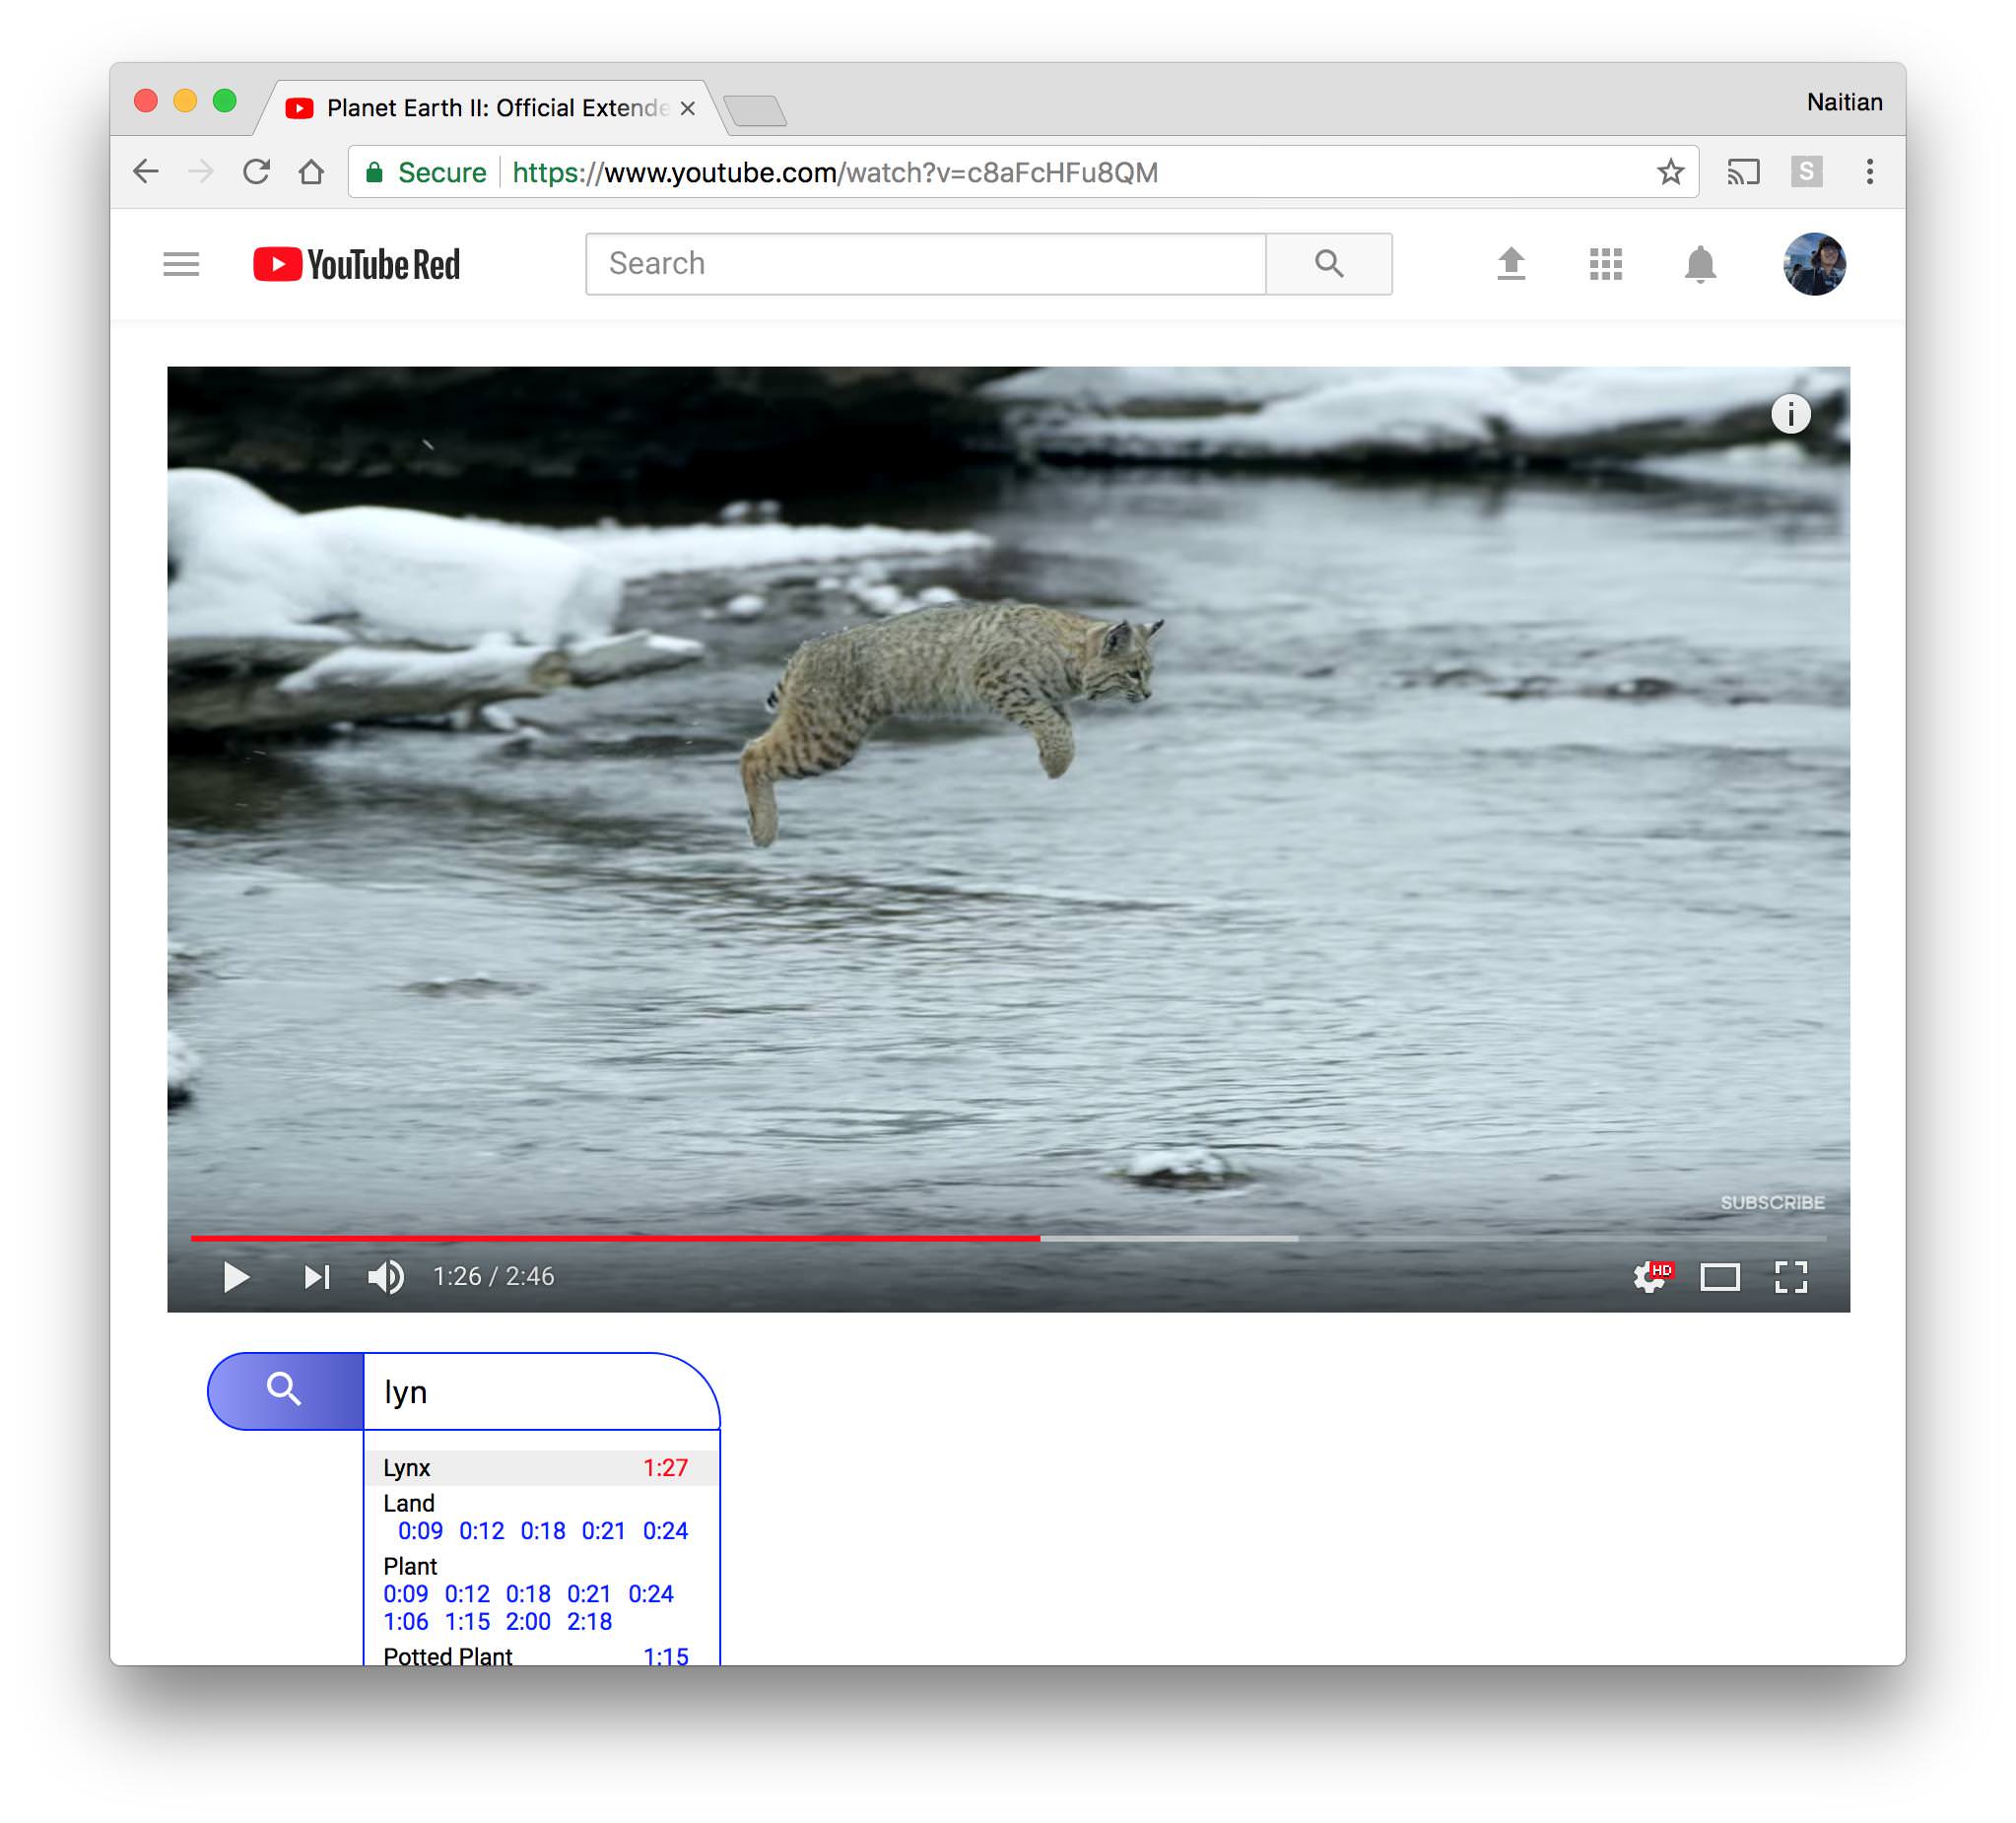 Planet Earth II: Official Extende
Naitian
Secure https://www.youtube.com/watch?v=c8aFcHFu8QM
S
YouTube Red
Search
i
SUBSCRIBE
1:26 / 2:46
HD
lyn
Lynx 1:27
Land
0:09 0:12 0:18 0:21 0:24
Plant
0:09 0:12 0:18 0:21 0:24
1:06 1:15 2:00 2:18
Potted Plant 1:15